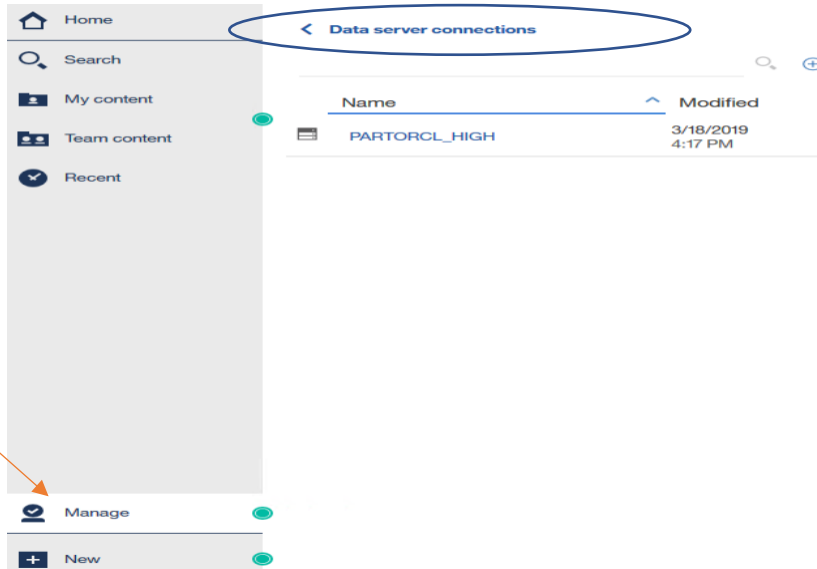 Home
Search
My content
Team content
Recent
Manage
New
Data server connections
Name Modified
PARTORCL_HIGH 3/18/2019
4:17 PM